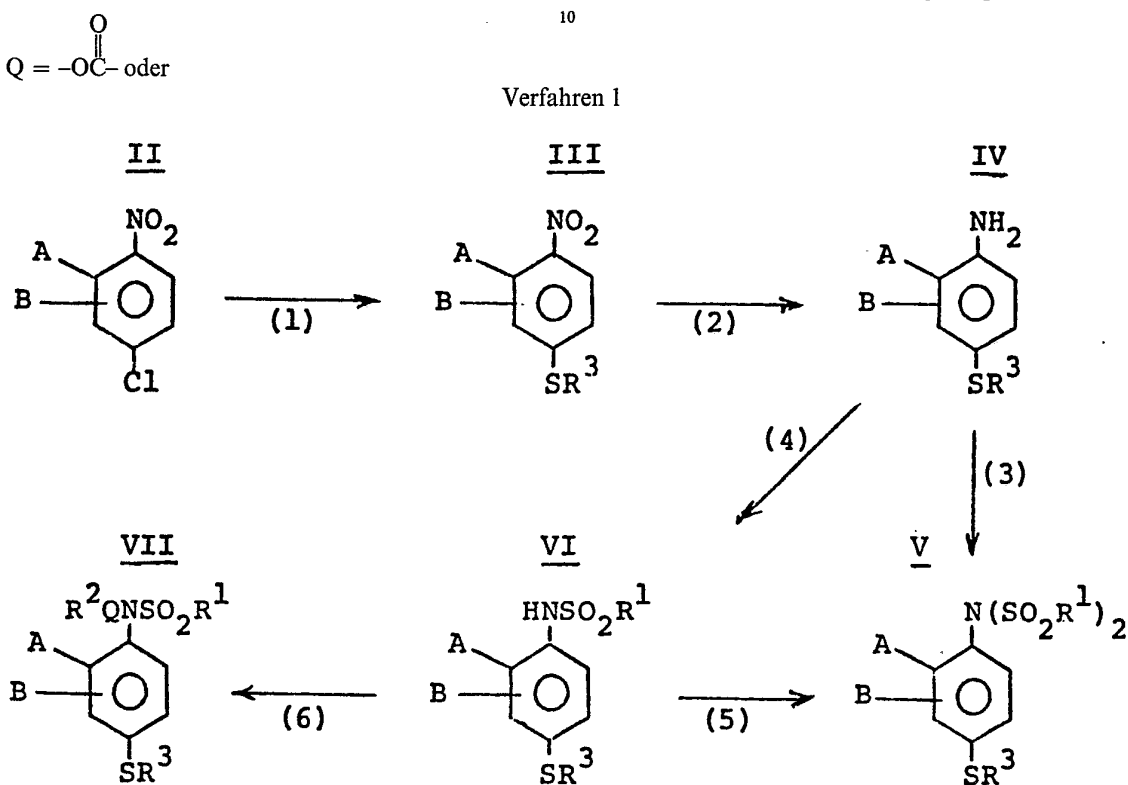 10
O
Q = –OC– oder
Verfahren 1
II III IV
NO2 NO2 NH2
A A A
B B B
(1) (2)
Cl SR3 SR3
(4) (3)
VII VI V
R2QNSO2R1 HNSO2R1 N(SO2R1)2
A A A
B B B
(6) (5)
SR3 SR3 SR3